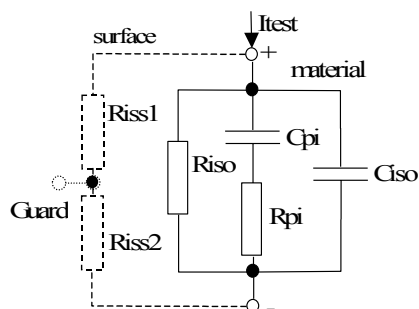 Itest
surface
+
material
Riss1
Cpi
Riso
Ciso
Guard
Rpi
Riss2
-